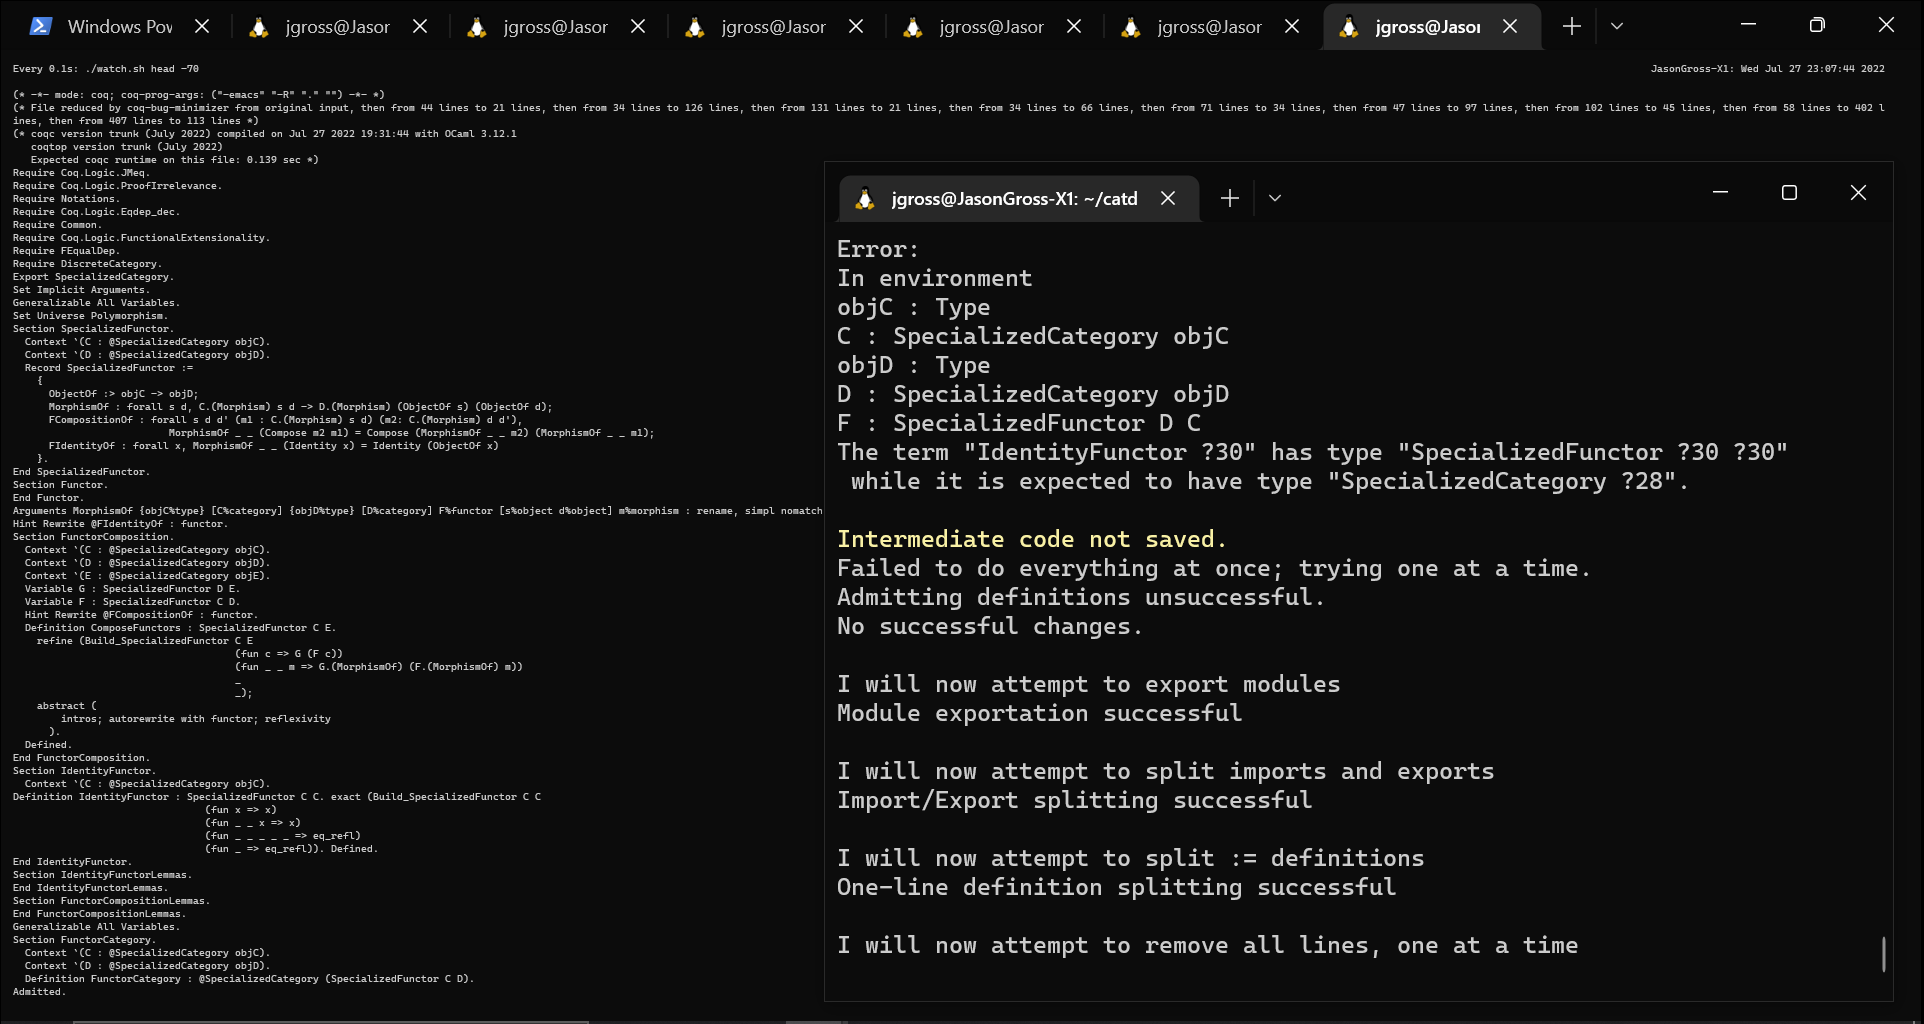 Windows Pov
jgross@Jasor
jgross@Jasor
jgross@Jasor
jgross@Jasor
jgross@Jasor
jgross@Jasor
Every 0.1s: ./watch.sh head -70
JasonGross-X1: Wed Jul 27 23:07:44 2022
(* -*- mode: coq; coq-prog-args: ("-emacs" "-R" "." "") -*- *)
(* File reduced by coq-bug-minimizer from original input, then from 44 lines to 21 lines, then from 34 lines to 126 lines, then from 131 lines to 21 lines, then from 34 lines to 66 lines, then from 71 lines to 34 lines, then from 47 lines to 97 lines, then from 102 lines to 45 lines, then from 58 lines to 402 l
ines, then from 407 lines to 113 lines *)
(* coqc version trunk (July 2022) compiled on Jul 27 2022 19:31:44 with OCaml 3.12.1
   coqtop version trunk (July 2022)
   Expected coqc runtime on this file: 0.139 sec *)
Require Coq.Logic.JMeq.
Require Coq.Logic.ProofIrrelevance.
Require Notations.
Require Coq.Logic.Eqdep_dec.
Require Common.
Require Coq.Logic.FunctionalExtensionality.
Require FEqualDep.
Require DiscreteCategory.
Export SpecializedCategory.
Set Implicit Arguments.
Generalizable All Variables.
Set Universe Polymorphism.
Section SpecializedFunctor.
  Context `(C : @SpecializedCategory objC).
  Context `(D : @SpecializedCategory objD).
  Record SpecializedFunctor :=
    {
      ObjectOf :> objC -> objD;
      MorphismOf : forall s d, C.(Morphism) s d -> D.(Morphism) (ObjectOf s) (ObjectOf d);
      FCompositionOf : forall s d d' (m1 : C.(Morphism) s d) (m2: C.(Morphism) d d'),
                          MorphismOf _ _ (Compose m2 m1) = Compose (MorphismOf _ _ m2) (MorphismOf _ _ m1);
      FIdentityOf : forall x, MorphismOf _ _ (Identity x) = Identity (ObjectOf x)
    }.
End SpecializedFunctor.
Section Functor.
End Functor.
Arguments MorphismOf {objC%type} [C%category] {objD%type} [D%category] F%functor [s%object d%object] m%morphism : rename, simpl nomatch
Hint Rewrite @FIdentityOf : functor.
Section FunctorComposition.
  Context `(C : @SpecializedCategory objC).
  Context `(D : @SpecializedCategory objD).
  Context `(E : @SpecializedCategory objE).
  Variable G : SpecializedFunctor D E.
  Variable F : SpecializedFunctor C D.
  Hint Rewrite @FCompositionOf : functor.
  Definition ComposeFunctors : SpecializedFunctor C E.
    refine (Build_SpecializedFunctor C E
                                     (fun c => G (F c))
                                     (fun _ _ m => G.(MorphismOf) (F.(MorphismOf) m))
                                     _
                                     _);
    abstract (
        intros; autorewrite with functor; reflexivity
      ).
  Defined.
End FunctorComposition.
Section IdentityFunctor.
  Context `(C : @SpecializedCategory objC).
Definition IdentityFunctor : SpecializedFunctor C C. exact (Build_SpecializedFunctor C C
                                (fun x => x)
                                (fun _ _ x => x)
                                (fun _ _ _ _ _ => eq_refl)
                                (fun _ => eq_refl)). Defined.
End IdentityFunctor.
Section IdentityFunctorLemmas.
End IdentityFunctorLemmas.
Section FunctorCompositionLemmas.
End FunctorCompositionLemmas.
Generalizable All Variables.
Section FunctorCategory.
  Context `(C : @SpecializedCategory objC).
  Context `(D : @SpecializedCategory objD).
  Definition FunctorCategory : @SpecializedCategory (SpecializedFunctor C D).
Admitted.
jgross@JasonGross-X1: ~/catd
Error:
In environment
objC : Type
C : SpecializedCategory objC
objD : Type
D : SpecializedCategory objD
F : SpecializedFunctor D C
The term "IdentityFunctor ?30" has type "SpecializedFunctor ?30 ?30"
 while it is expected to have type "SpecializedCategory ?28".
Intermediate code not saved.
Failed to do everything at once; trying one at a time.
Admitting definitions unsuccessful.
No successful changes.
I will now attempt to export modules
Module exportation successful
I will now attempt to split imports and exports
Import/Export splitting successful
I will now attempt to split := definitions
One-line definition splitting successful
I will now attempt to remove all lines, one at a time